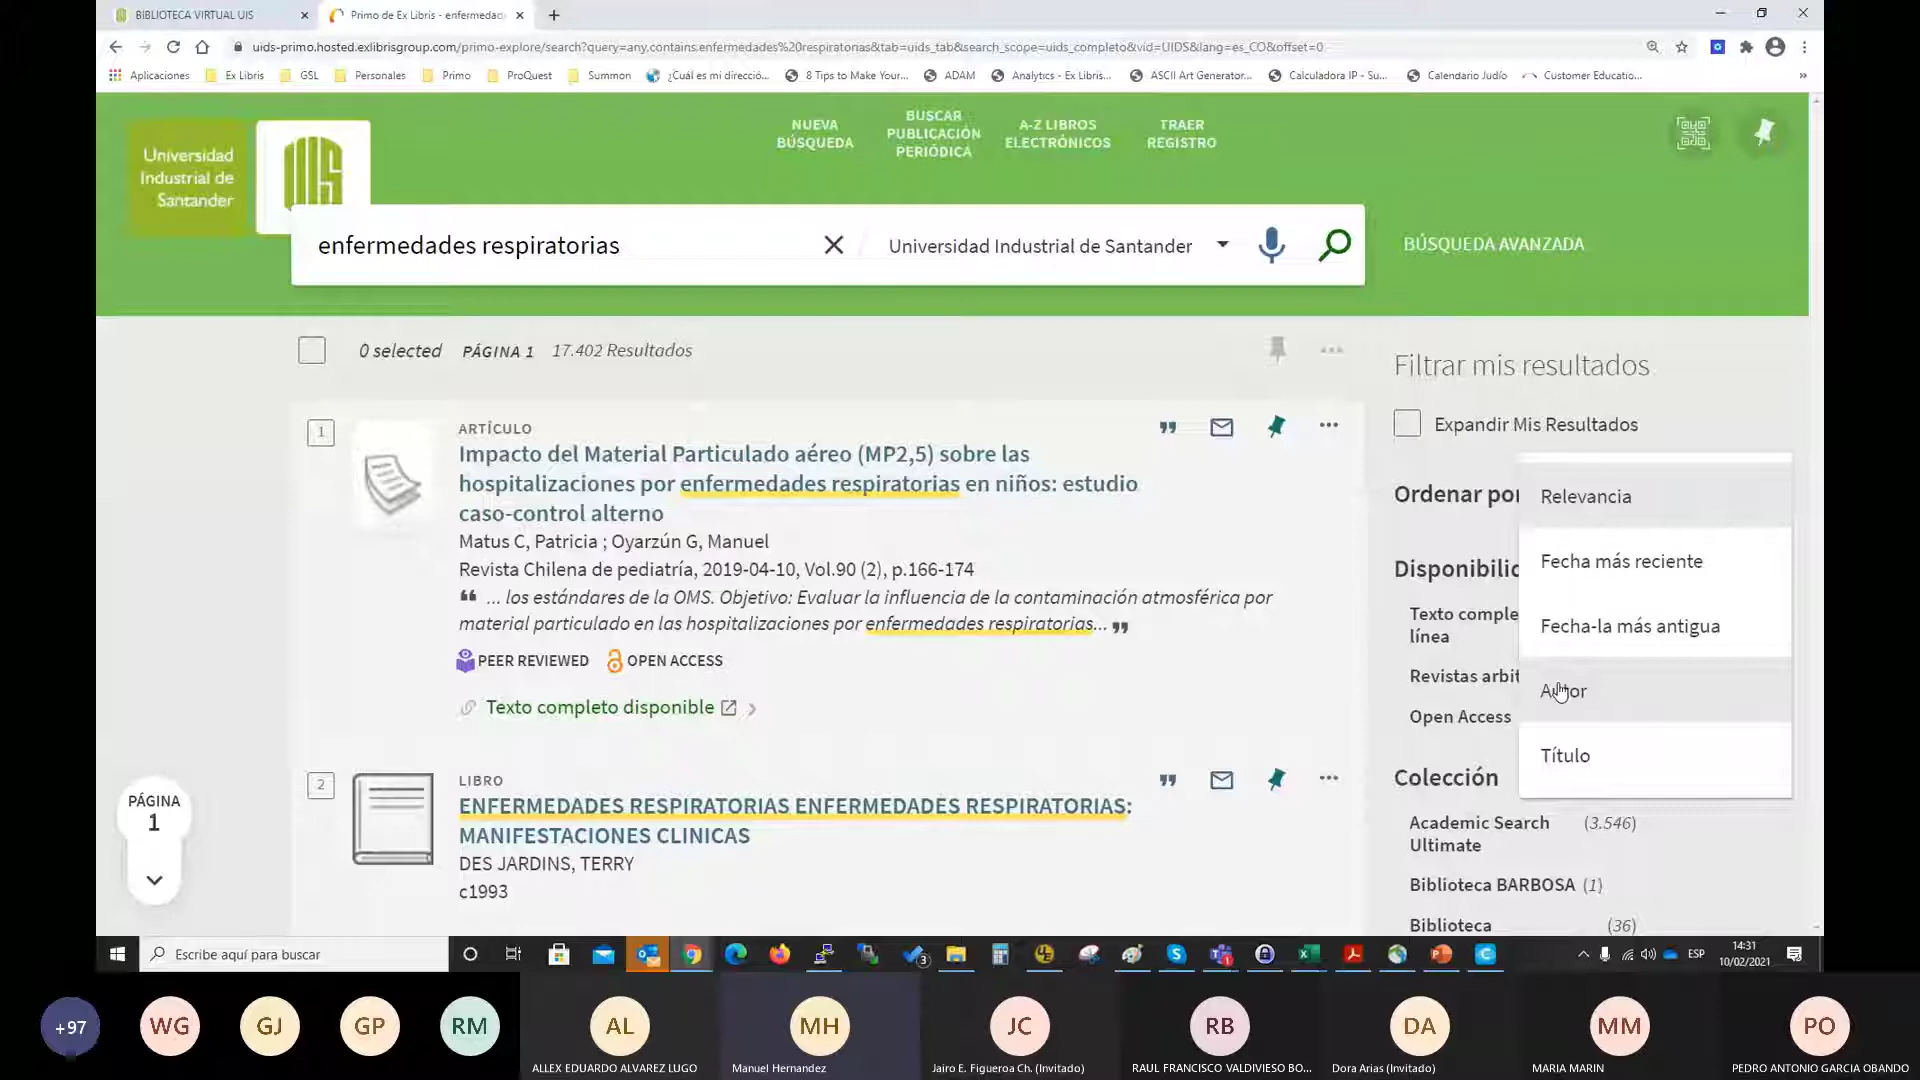 BIBLIOTECA VIRTUAL UIS
Primo de Ex Libris - enfermedad
uids-primo.hosted.exlibrisgroup.com/primo-explore/search?query=any,contains,enfermedades%20respiratorias&tab=uids_tab&search_scope=uids_completo&vid=UIDS&lang=es_CO&offset=0
Aplicaciones
Ex Libris
GSL
Personales
Primo
ProQuest
Summon
¿Cuál es mi direcció...
8 Tips to Make Your...
ADAM
Analytics - Ex Libris...
ASCII Art Generator...
Calculadora IP - Su...
Calendario Judío
Customer Educatio...
Universidad
Industrial de
Santander
UIS
NUEVA
BÚSQUEDA
BUSCAR
PUBLICACIÓN
PERIÓDICA
A-Z LIBROS
ELECTRÓNICOS
TRAER
REGISTRO
enfermedades respiratorias
Universidad Industrial de Santander
BÚSQUEDA AVANZADA
0 selected
PÁGINA 1
17.402 Resultados
1
ARTÍCULO
Impacto del Material Particulado aéreo (MP2,5) sobre las
hospitalizaciones por enfermedades respiratorias en niños: estudio
caso-control alterno
Matus C, Patricia ; Oyarzún G, Manuel
Revista Chilena de pediatría, 2019-04-10, Vol.90 (2), p.166-174
... los estándares de la OMS. Objetivo: Evaluar la influencia de la contaminación atmosférica por
material particulado en las hospitalizaciones por enfermedades respiratorias...
PEER REVIEWED
OPEN ACCESS
Texto completo disponible
2
LIBRO
ENFERMEDADES RESPIRATORIAS ENFERMEDADES RESPIRATORIAS:
MANIFESTACIONES CLINICAS
DES JARDINS, TERRY
c1993
PÁGINA
1
Filtrar mis resultados
Expandir Mis Resultados
Ordenar por
Relevancia
Fecha más reciente
Fecha-la más antigua
Autor
Título
Disponibilid
Texto comple
línea
Revistas arbit
Open Access
Colección
Academic Search
Ultimate
(3.546)
Biblioteca BARBOSA (1)
Biblioteca
(36)
Escribe aquí para buscar
3
1
ESP
14:31
10/02/2021
+97
WG
GJ
GP
RM
AL
MH
JC
RB
DA
MM
PO
ALLEX EDUARDO ALVAREZ LUGO
Manuel Hernandez
Jairo E. Figueroa Ch. (Invitado)
RAUL FRANCISCO VALDIVIESO BO...
Dora Arias (Invitado)
MARIA MARIN
PEDRO ANTONIO GARCIA OBANDO